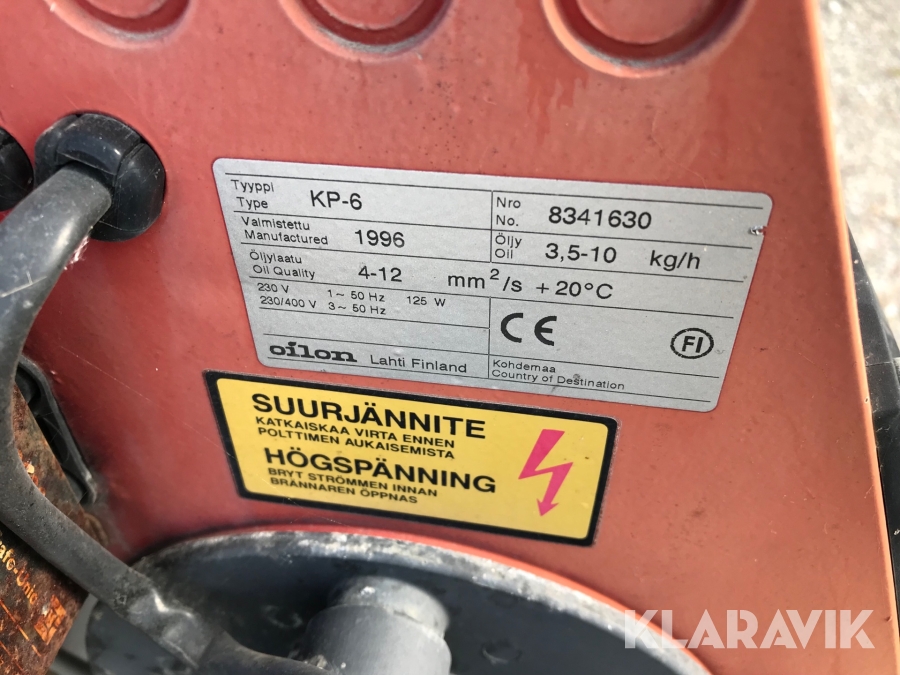 Tyyppi
Type KP-6
Nro
No. 8341630
Valmistettu
Manufactured 1996
Öljy
Oil 3,5-10 kg/h
Öljylaatu
Oil Quality 4-12 mm²/s +20°C
230 V 1~ 50 Hz 125 W
230/400 V 3~ 50 Hz
CE
FI
oilon Lahti Finland
Kohdemaa
Country of Destination
SUURJÄNNITE
KATKAISKAA VIRTA ENNEN
POLTTIMEN AUKAISEMISTA
HÖGSPÄNNING
BRYT STRÖMMEN INNAN
BRÄNNAREN ÖPPNAS
KLARAVIK